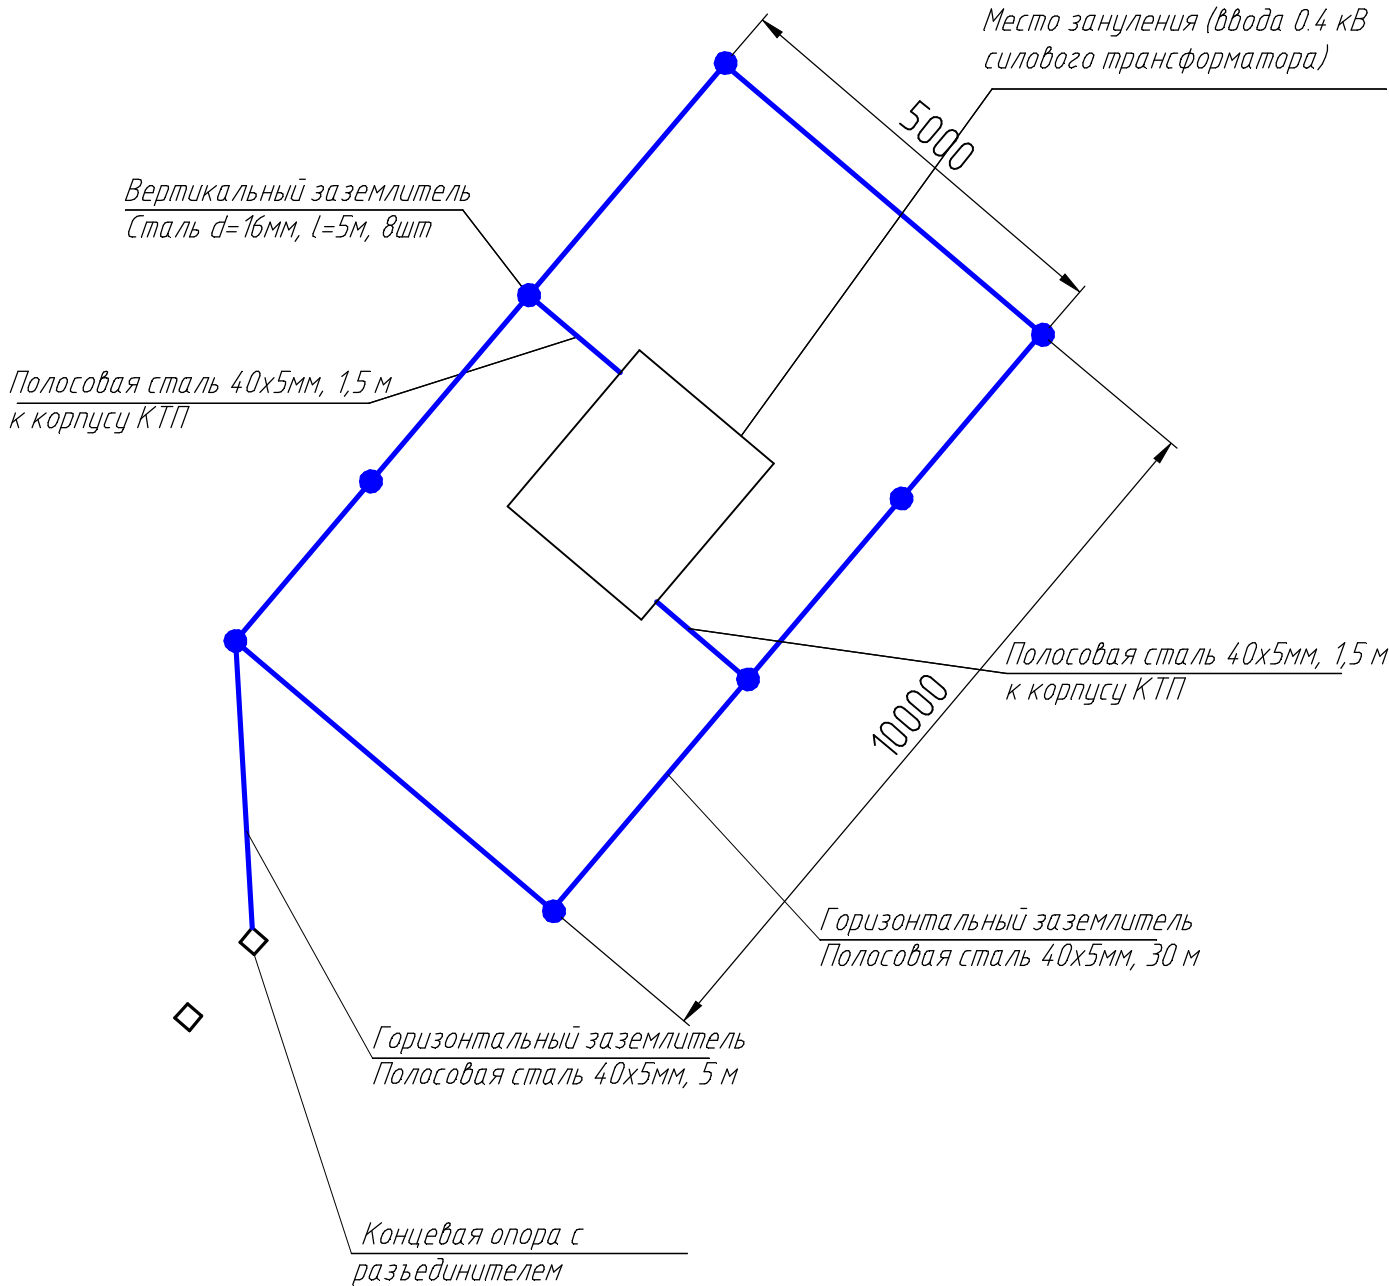 Место зануления (ввода 0.4 кВ
силового трансформатора)
5000
Вертикальный заземлитель
Сталь d=16мм, l=5м, 8шт
Полосовая сталь 40х5мм, 1,5 м
к корпусу КТП
Полосовая сталь 40х5мм, 1,5 м
к корпусу КТП
10000
Горизонтальный заземлитель
Полосовая сталь 40х5мм, 30 м
Горизонтальный заземлитель
Полосовая сталь 40х5мм, 5 м
Концевая опора с
разъединителем